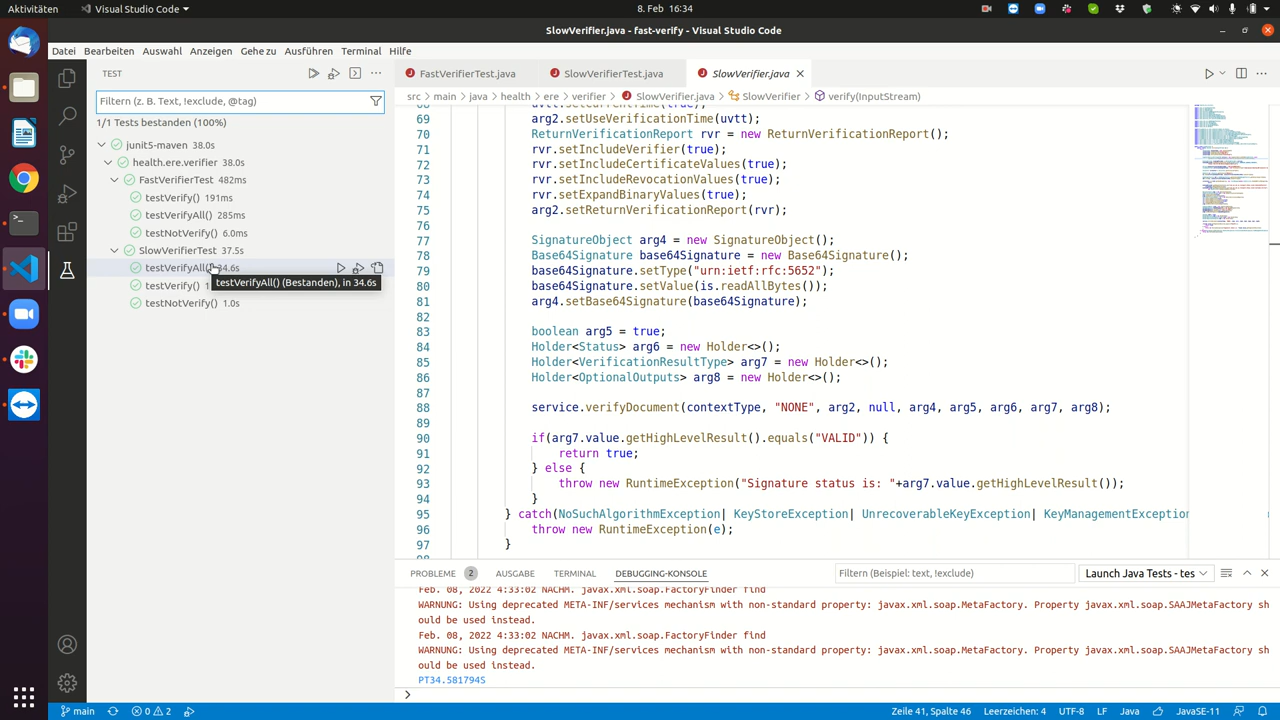 Aktivitäten
Visual Studio Code
8. Feb 16:34
SlowVerifier.java - fast-verify - Visual Studio Code
Datei Bearbeiten Auswahl Anzeigen Gehe zu Ausführen Terminal Hilfe
TEST
Filtern (z. B. Text, !exclude, @tag)
1/1 Tests bestanden (100%)
junit5-maven 38.0s
health.ere.verifier 38.0s
FastVerifierTest 482ms
testVerify() 191ms
testVerifyAll() 285ms
testNotVerify() 6.0ms
SlowVerifierTest 37.5s
testVerifyAll() 34.6s
testVerifyAll() (Bestanden), in 34.6s
testVerify()
testNotVerify() 1.0s
FastVerifierTest.java
SlowVerifierTest.java
SlowVerifier.java
src > main > java > health > ere > verifier > SlowVerifier.java > SlowVerifier > verify(InputStream)
68 uvtt.setCurrentTime(true);
69 arg2.setUseVerificationTime(uvtt);
70 ReturnVerificationReport rvr = new ReturnVerificationReport();
71 rvr.setIncludeVerifier(true);
72 rvr.setIncludeCertificateValues(true);
73 rvr.setIncludeRevocationValues(true);
74 rvr.setExpandBinaryValues(true);
75 arg2.setReturnVerificationReport(rvr);
76
77 SignatureObject arg4 = new SignatureObject();
78 Base64Signature base64Signature = new Base64Signature();
79 base64Signature.setType("urn:ietf:rfc:5652");
80 base64Signature.setValue(is.readAllBytes());
81 arg4.setBase64Signature(base64Signature);
82
83 boolean arg5 = true;
84 Holder<Status> arg6 = new Holder<>();
85 Holder<VerificationResultType> arg7 = new Holder<>();
86 Holder<OptionalOutputs> arg8 = new Holder<>();
87
88 service.verifyDocument(contextType, "NONE", arg2, null, arg4, arg5, arg6, arg7, arg8);
89
90 if(arg7.value.getHighLevelResult().equals("VALID")) {
91 return true;
92 } else {
93 throw new RuntimeException("Signature status is: "+arg7.value.getHighLevelResult());
94 }
95 } catch(NoSuchAlgorithmException| KeyStoreException| UnrecoverableKeyException| KeyManagementException
96 throw new RuntimeException(e);
97 }
98
PROBLEME 2 AUSGABE TERMINAL DEBUGGING-KONSOLE
Filtern (Beispiel: text, !exclude)
Launch Java Tests - tes
Feb. 08, 2022 4:33:02 NACHM. javax.xml.soap.FactoryFinder find
WARNUNG: Using deprecated META-INF/services mechanism with non-standard property: javax.xml.soap.MetaFactory. Property javax.xml.soap.SAAJMetaFactory sh
ould be used instead.
Feb. 08, 2022 4:33:02 NACHM. javax.xml.soap.FactoryFinder find
WARNUNG: Using deprecated META-INF/services mechanism with non-standard property: javax.xml.soap.MetaFactory. Property javax.xml.soap.SAAJMetaFactory sh
ould be used instead.
PT34.581794S
main
0
2
Zeile 41, Spalte 46
Leerzeichen: 4
UTF-8
LF
Java
JavaSE-11